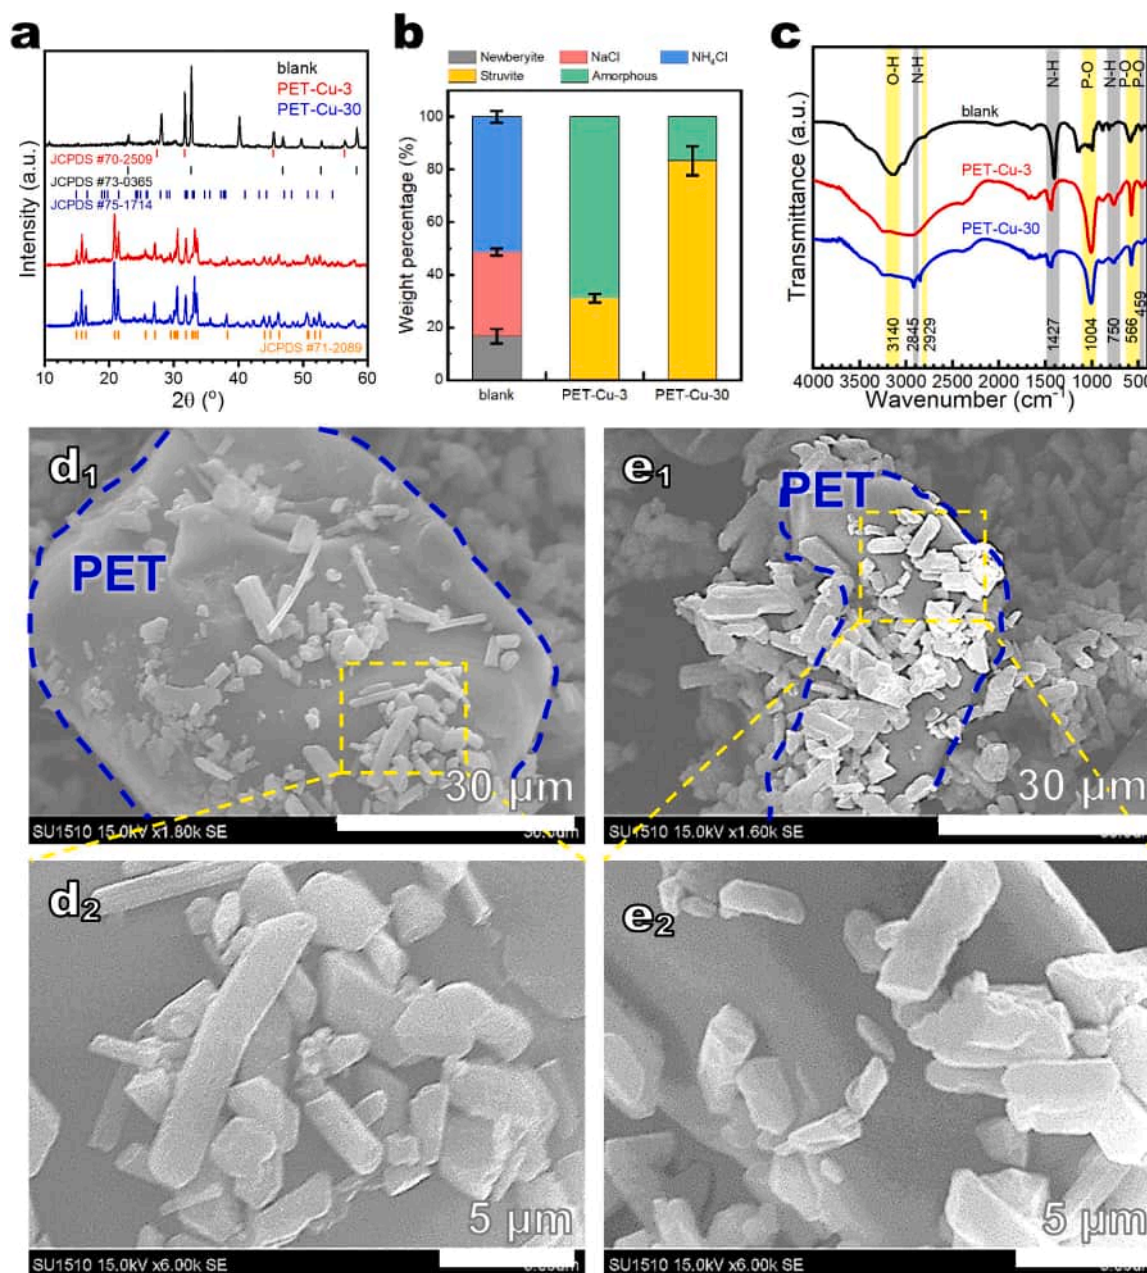 a
blank
PET-Cu-3
PET-Cu-30
JCPDS #70-2509
JCPDS #73-0365
JCPDS #75-1714
JCPDS #71-2089
Intensity (a.u.)
10 20 30 40 50 60
2θ (°)
b
Newberyite NaCl NH₄Cl
Struvite Amorphous
Weight percentage (%)
100
80
60
40
20
0
blank PET-Cu-3 PET-Cu-30
c
O-H N-H N-H P-O N-H P-O P-O
blank
PET-Cu-3
PET-Cu-30
Transmittance (a.u.)
3140 2845 2929 1427 1004 750 566 459
4000 3500 3000 2500 2000 1500 1000 500
Wavenumber (cm⁻¹)
d₁
PET
30 μm
SU1510 15.0kV x1.80k SE
e₁
PET
30 μm
SU1510 15.0kV x1.60k SE
d₂
5 μm
SU1510 15.0kV x6.00k SE
e₂
5 μm
SU1510 15.0kV x6.00k SE